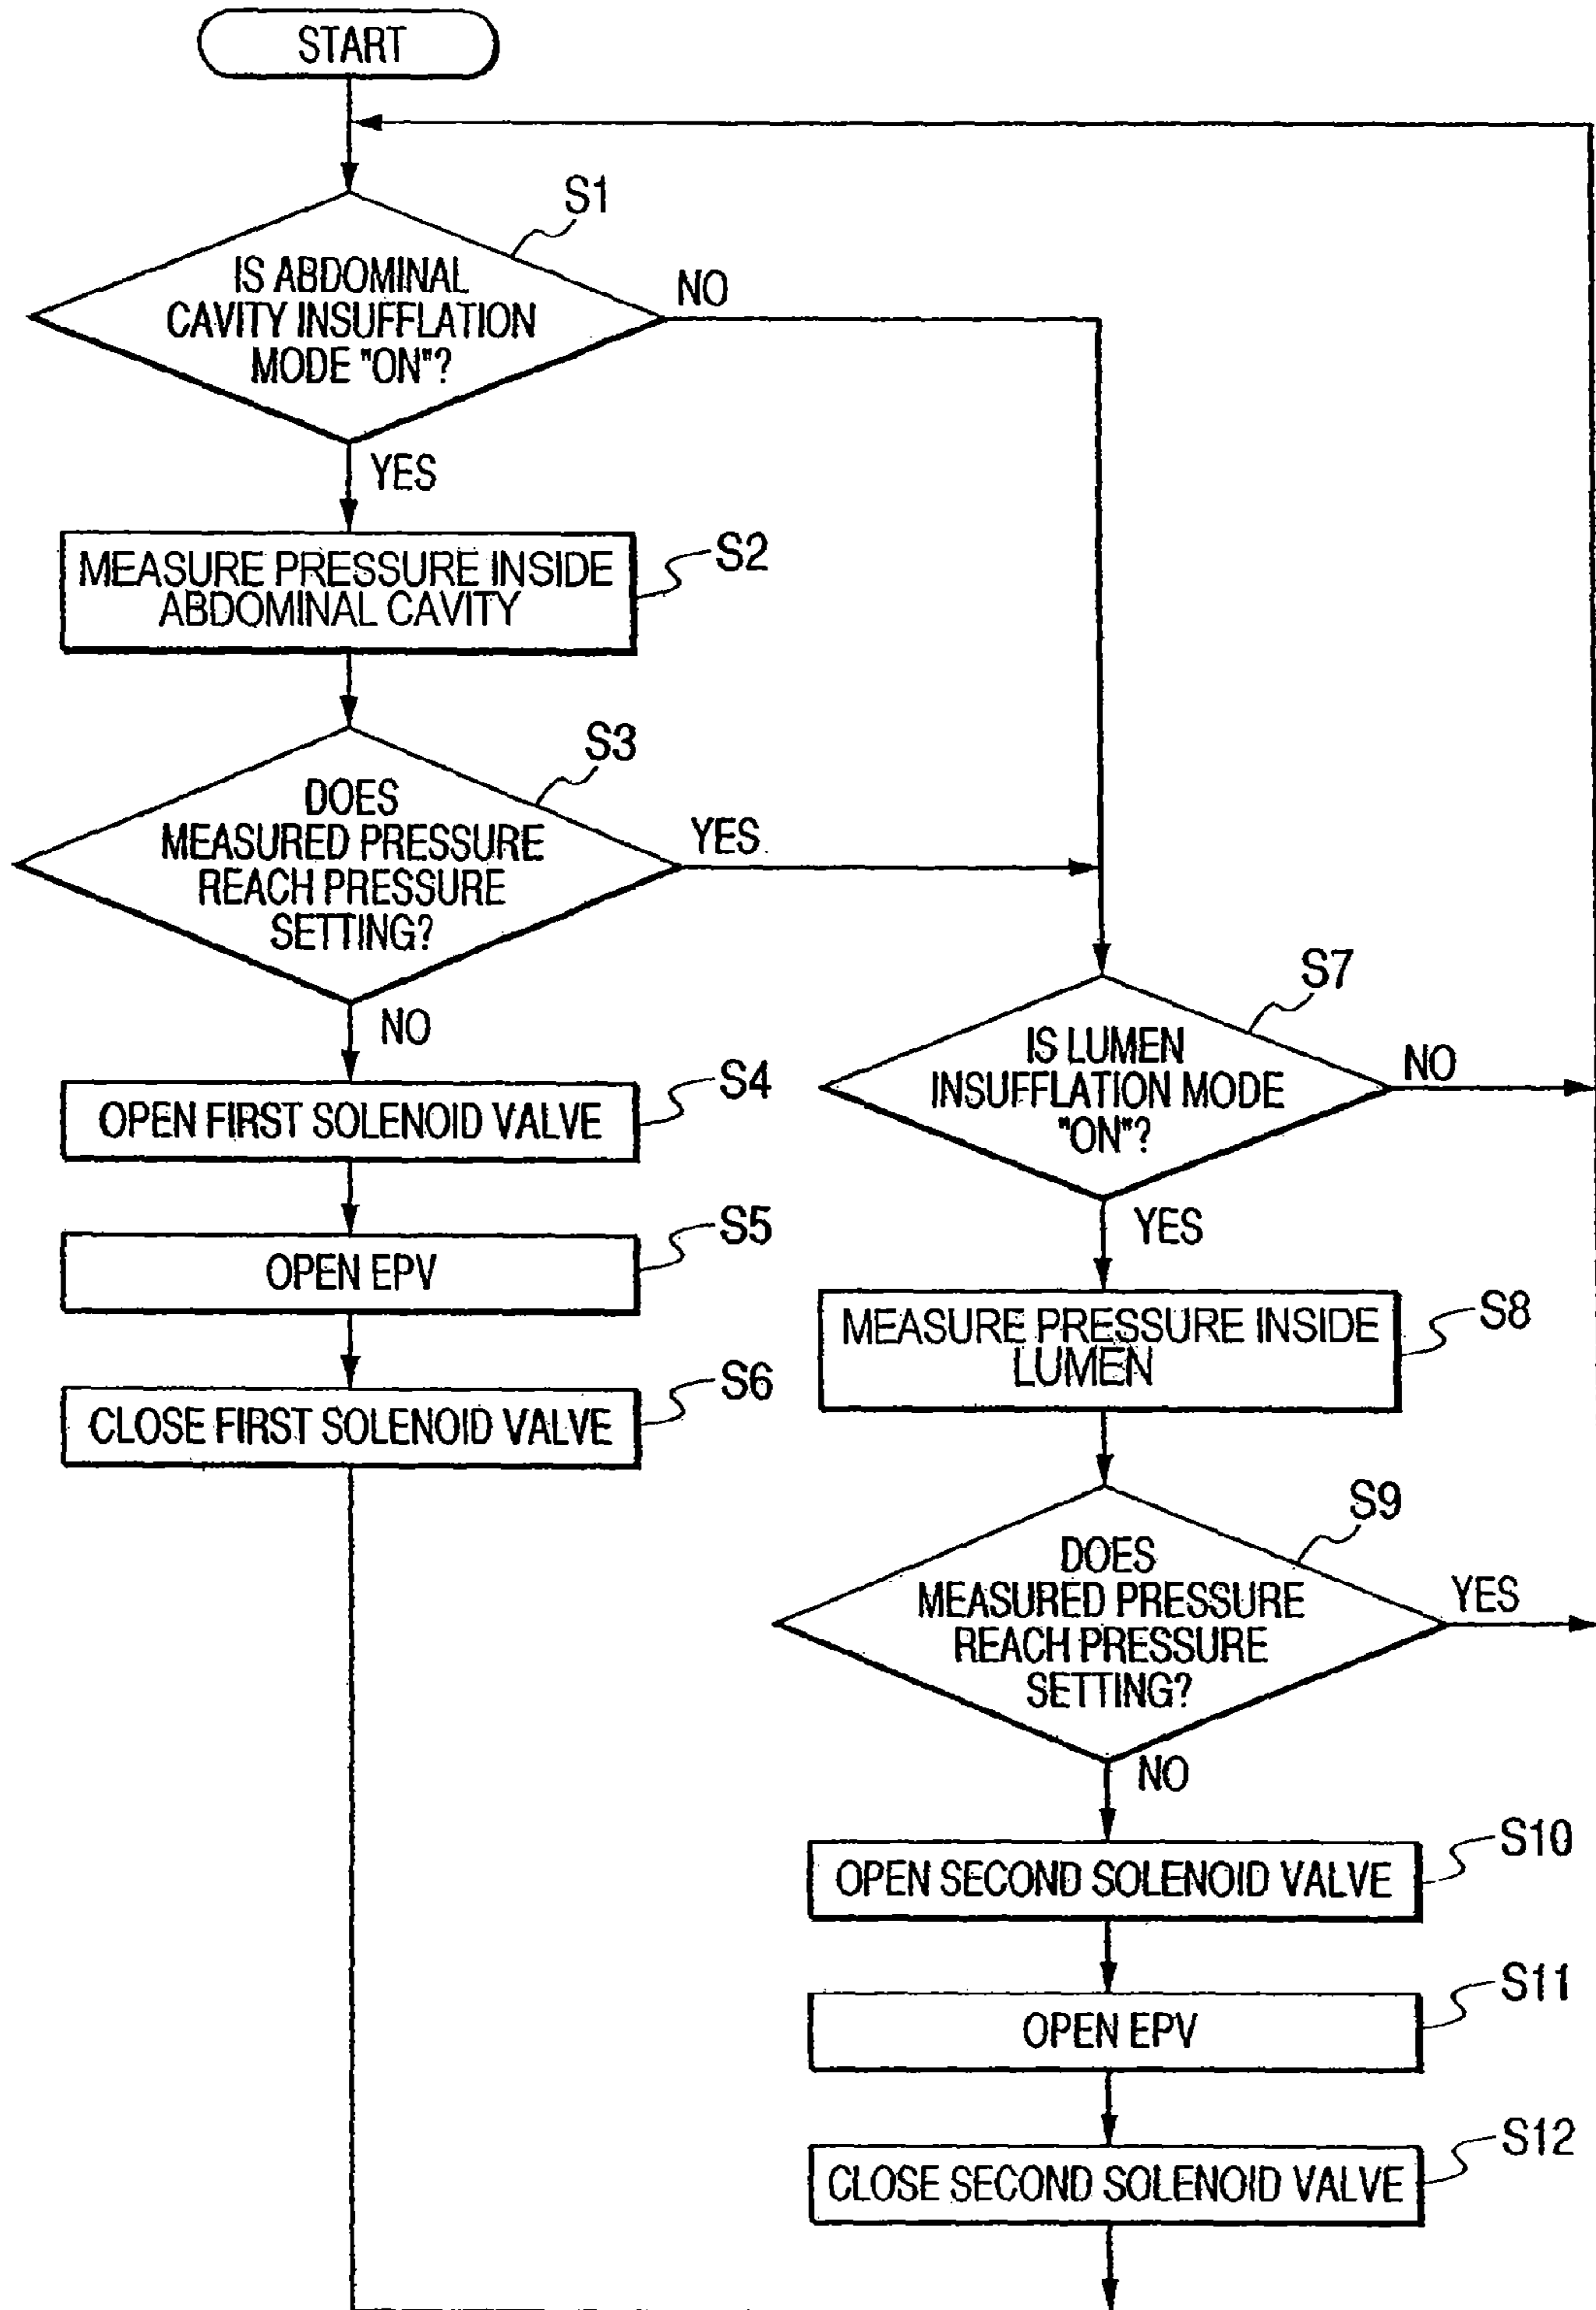 START
S1
IS ABDOMINAL
CAVITY INSUFFLATION
MODE "ON"?
NO
YES
S2
MEASURE PRESSURE INSIDE
ABDOMINAL CAVITY
S3
DOES
MEASURED PRESSURE
REACH PRESSURE
SETTING?
YES
NO
S4
OPEN FIRST SOLENOID VALVE
S5
OPEN EPV
S6
CLOSE FIRST SOLENOID VALVE
S7
IS LUMEN
INSUFFLATION MODE
"ON"?
NO
YES
S8
MEASURE PRESSURE INSIDE
LUMEN
S9
DOES
MEASURED PRESSURE
REACH PRESSURE
SETTING?
YES
NO
S10
OPEN SECOND SOLENOID VALVE
S11
OPEN EPV
S12
CLOSE SECOND SOLENOID VALVE